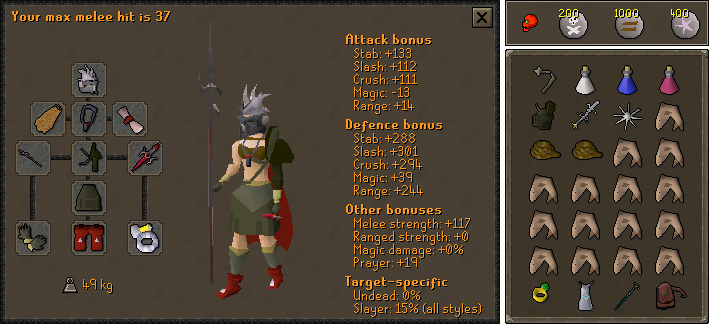 Your max melee hit is 37
Attack bonus
Stab: +133
Slash: +112
Crush: +111
Magic: -13
Range: +14
Defence bonus
Stab: +288
Slash: +301
Crush: +294
Magic: +39
Range: +244
Other bonuses
Melee strength: +117
Ranged strength: +0
Magic damage: +0%
Prayer: +19
Target-specific
Undead: 0%
Slayer: 15% (all styles)
49 kg
200 1000 400